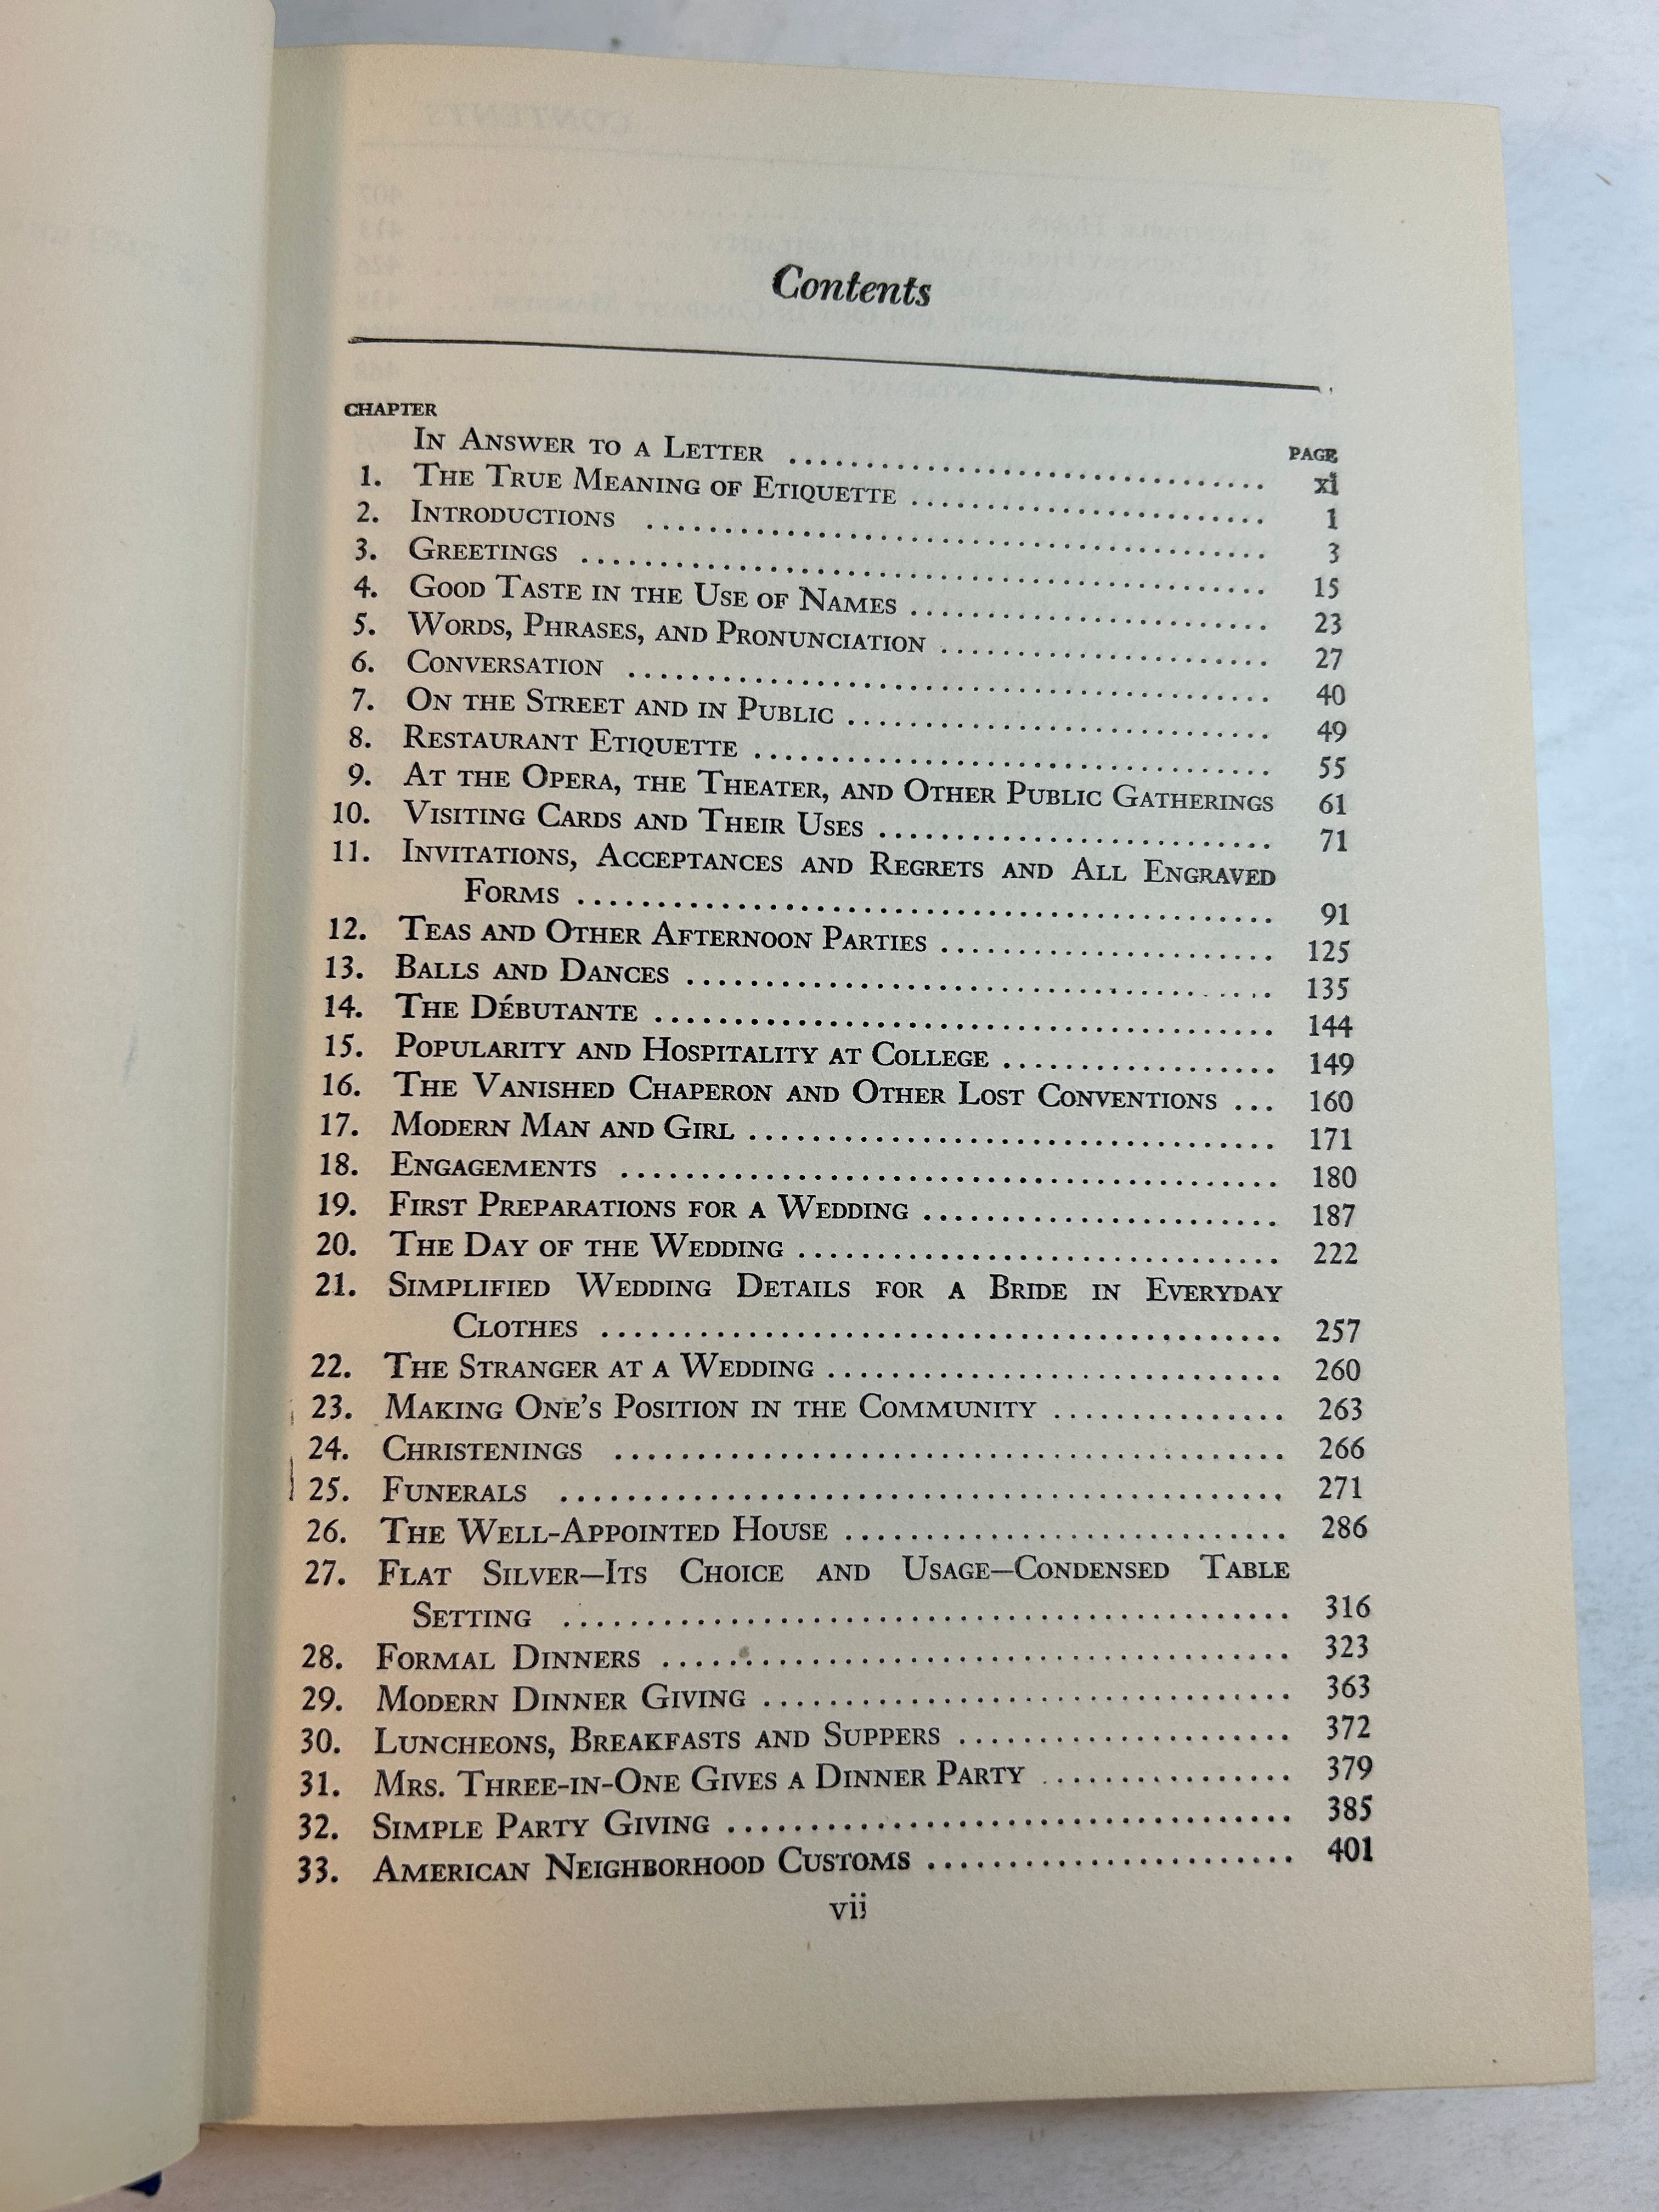 Contents
CHAPTER
PAGE
IN ANSWER TO A LETTER ........ xi
1. THE TRUE MEANING OF ETIQUETTE ........ 1
2. INTRODUCTIONS ........ 3
3. GREETINGS ........ 15
4. GOOD TASTE IN THE USE OF NAMES ........ 23
5. WORDS, PHRASES, AND PRONUNCIATION ........ 27
6. CONVERSATION ........ 40
7. ON THE STREET AND IN PUBLIC ........ 49
8. RESTAURANT ETIQUETTE ........ 55
9. AT THE OPERA, THE THEATER, AND OTHER PUBLIC GATHERINGS 61
10. VISITING CARDS AND THEIR USES ........ 71
11. INVITATIONS, ACCEPTANCES AND REGRETS AND ALL ENGRAVED
FORMS ........ 91
12. TEAS AND OTHER AFTERNOON PARTIES ........ 125
13. BALLS AND DANCES ........ 135
14. THE DÉBUTANTE ........ 144
15. POPULARITY AND HOSPITALITY AT COLLEGE ........ 149
16. THE VANISHED CHAPERON AND OTHER LOST CONVENTIONS ... 160
17. MODERN MAN AND GIRL ........ 171
18. ENGAGEMENTS ........ 180
19. FIRST PREPARATIONS FOR A WEDDING ........ 187
20. THE DAY OF THE WEDDING ........ 222
21. SIMPLIFIED WEDDING DETAILS FOR A BRIDE IN EVERYDAY
CLOTHES ........ 257
22. THE STRANGER AT A WEDDING ........ 260
23. MAKING ONE'S POSITION IN THE COMMUNITY ........ 263
24. CHRISTENINGS ........ 266
25. FUNERALS ........ 271
26. THE WELL-APPOINTED HOUSE ........ 286
27. FLAT SILVER—ITS CHOICE AND USAGE—CONDENSED TABLE
SETTING ........ 316
28. FORMAL DINNERS ........ 323
29. MODERN DINNER GIVING ........ 363
30. LUNCHEONS, BREAKFASTS AND SUPPERS ........ 372
31. MRS. THREE-IN-ONE GIVES A DINNER PARTY ........ 379
32. SIMPLE PARTY GIVING ........ 385
33. AMERICAN NEIGHBORHOOD CUSTOMS ........ 401
vii